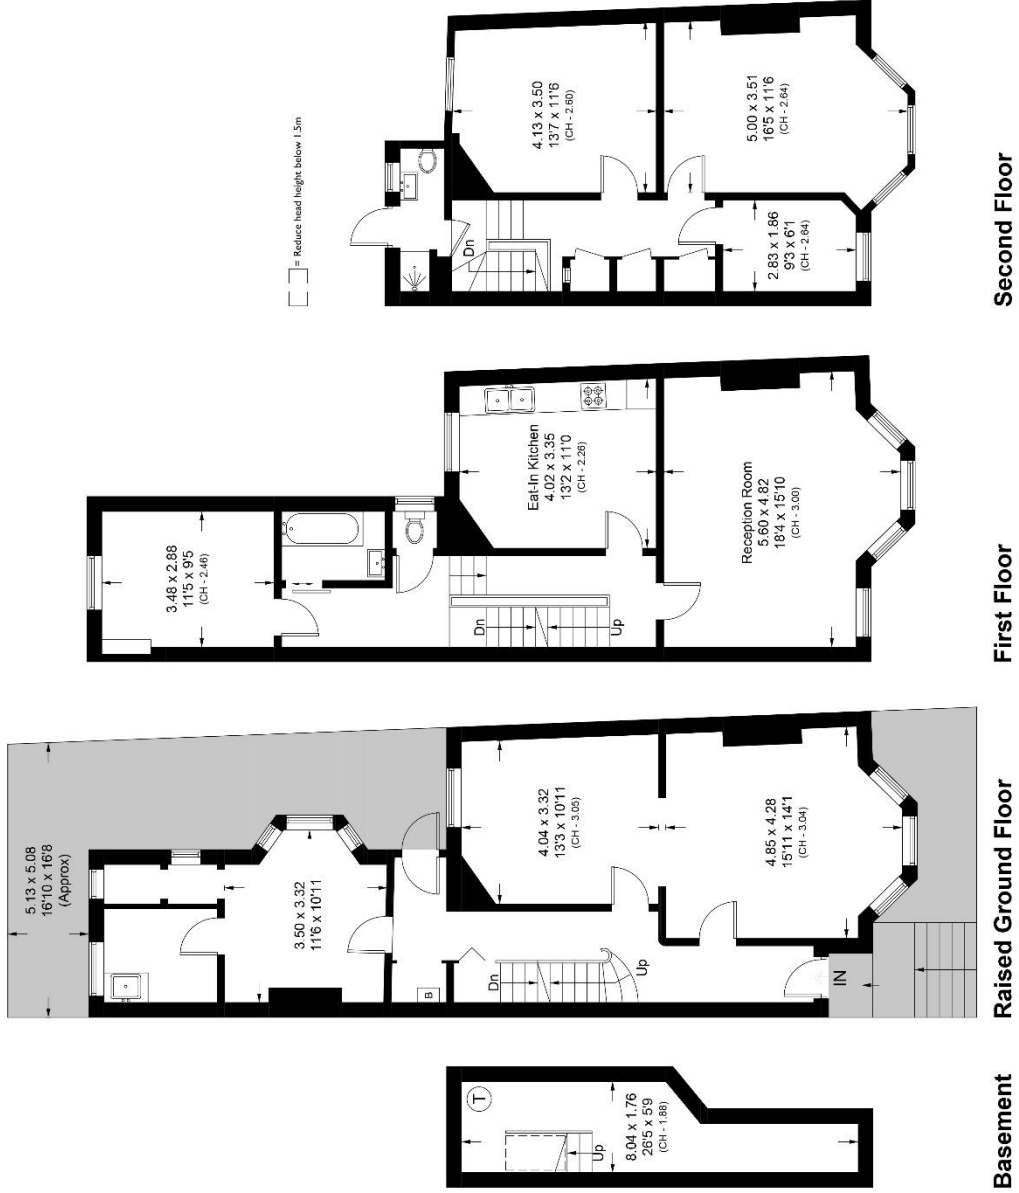 = Reduce head height below 1.5m
4.13 x 3.50
13'7 x 11'6
(CH - 2.60)
5.00 x 3.51
16'5 x 11'6
(CH - 2.64)
2.83 x 1.86
9'3 x 6'1
(CH - 2.64)
Dn
Second Floor
3.48 x 2.88
11'5 x 9'5
(CH - 2.46)
Eat-In Kitchen
4.02 x 3.35
13'2 x 11'0
(CH - 2.26)
Reception Room
5.60 x 4.82
18'4 x 15'10
(CH - 3.00)
Dn
Up
First Floor
5.13 x 5.08
16'10 x 16'8
(Approx)
3.50 x 3.32
11'6 x 10'11
4.04 x 3.32
13'3 x 10'11
(CH - 3.05)
4.85 x 4.28
15'11 x 14'1
(CH - 3.04)
B
Dn
Up
IN
Raised Ground Floor
T
8.04 x 1.76
26'5 x 5'9
(CH - 1.88)
Up
Basement